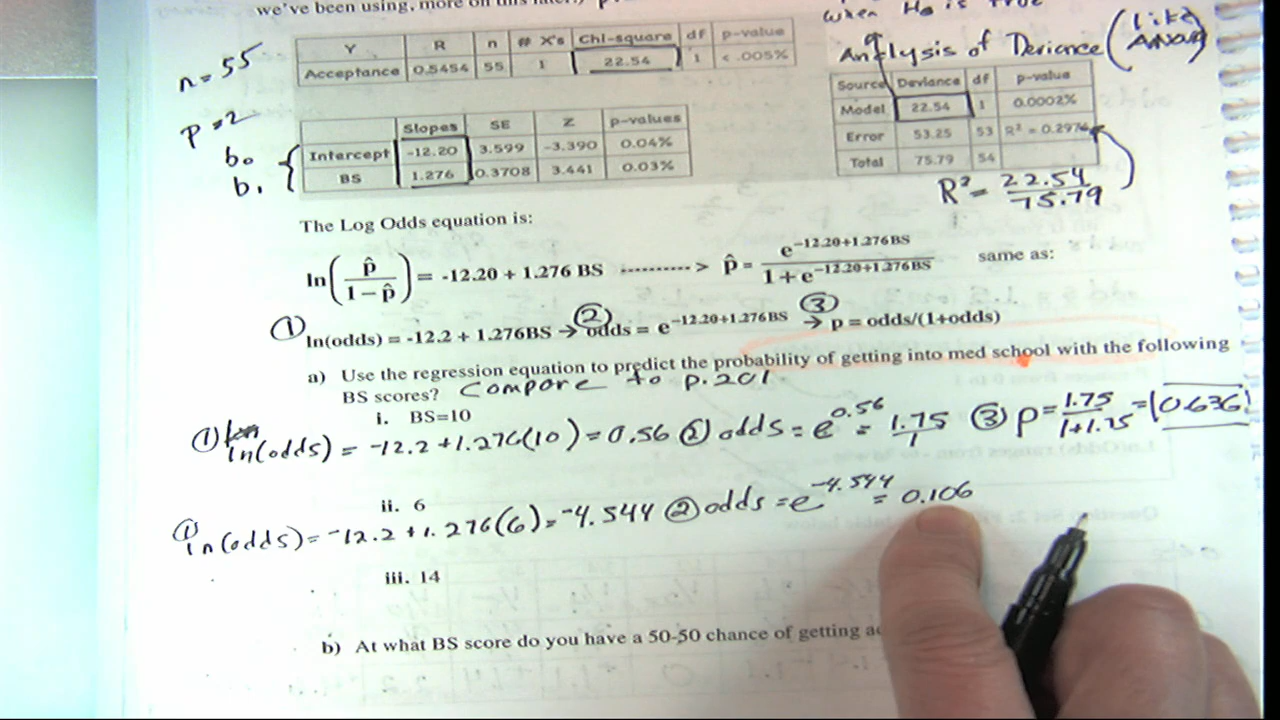 we've been using, more on this later.)
when Ho is true
n=55
Y R n # X's Chi-square df p-value
Acceptance 0.5454 55 1 22.54 1 < .005%
Analysis of Deviance (like ANOVA)
Source Deviance df p-value
Model 22.54 1 0.0002%
Error 53.25 53 R² = 0.2974
Total 75.79 54
R² = 22.54/75.79
p=2
b₀
b₁
Slopes SE Z p-values
Intercept -12.20 3.599 -3.390 0.04%
BS 1.276 0.3708 3.441 0.03%
The Log Odds equation is:
ln(p̂/(1-p̂)) = -12.20 + 1.276 BS ----------> p̂ = e^(-12.20+1.276BS)/(1+e^(-12.20+1.276BS)) same as:
① ln(odds) = -12.2 + 1.276BS → ② odds = e^(-12.20+1.276BS) ③ → p = odds/(1+odds)
a) Use the regression equation to predict the probability of getting into med school with the following
BS scores? Compare to p.201.
i. BS=10
① ln(odds) = -12.2+1.276(10) = 0.56 ② odds = e^0.56 = 1.75/1 ③ p = 1.75/(1+1.75) = 0.636
ii. 6
① ln(odds) = -12.2+1.276(6) = -4.544 ② odds = e^-4.544 = 0.106
iii. 14
b) At what BS score do you have a 50-50 chance of getting